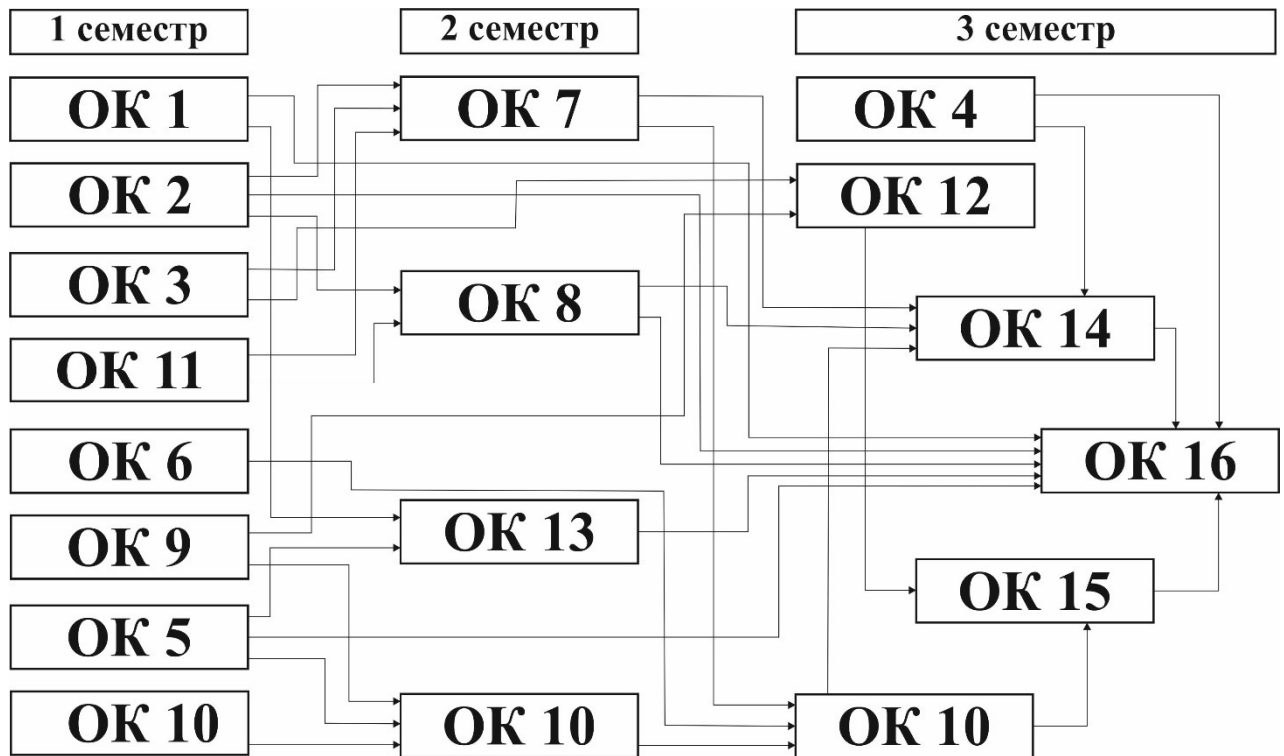 1 семестр
2 семестр
3 семестр
ОК 1
ОК 7
ОК 4
ОК 2
ОК 12
ОК 3
ОК 8
ОК 14
ОК 11
ОК 6
ОК 16
ОК 9
ОК 13
ОК 5
ОК 15
ОК 10
ОК 10
ОК 10